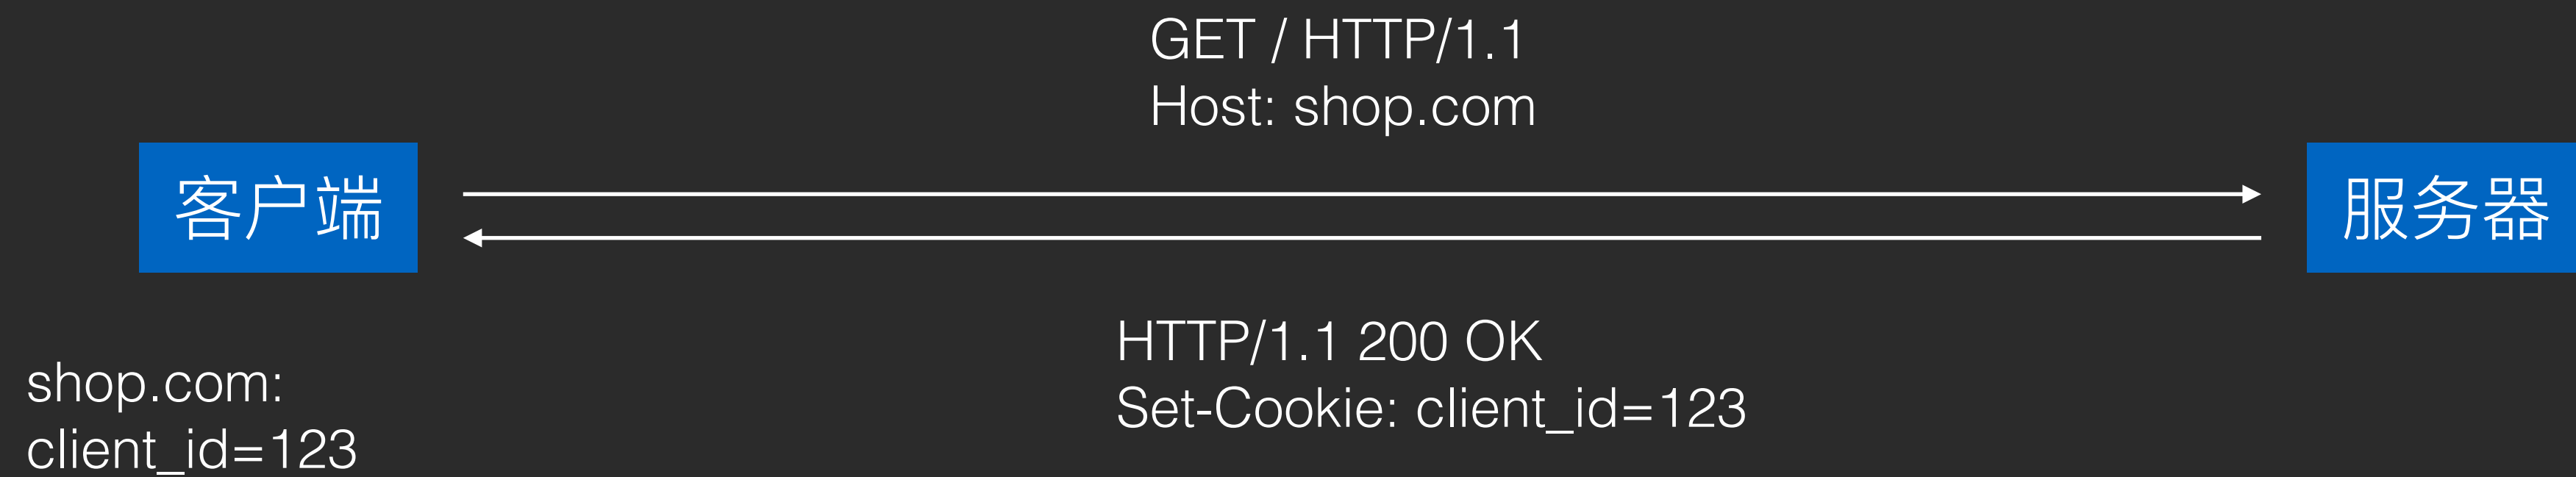 GET / HTTP/1.1
Host: shop.com
客户端
服务器
HTTP/1.1 200 OK
Set-Cookie: client_id=123
shop.com:
client_id=123